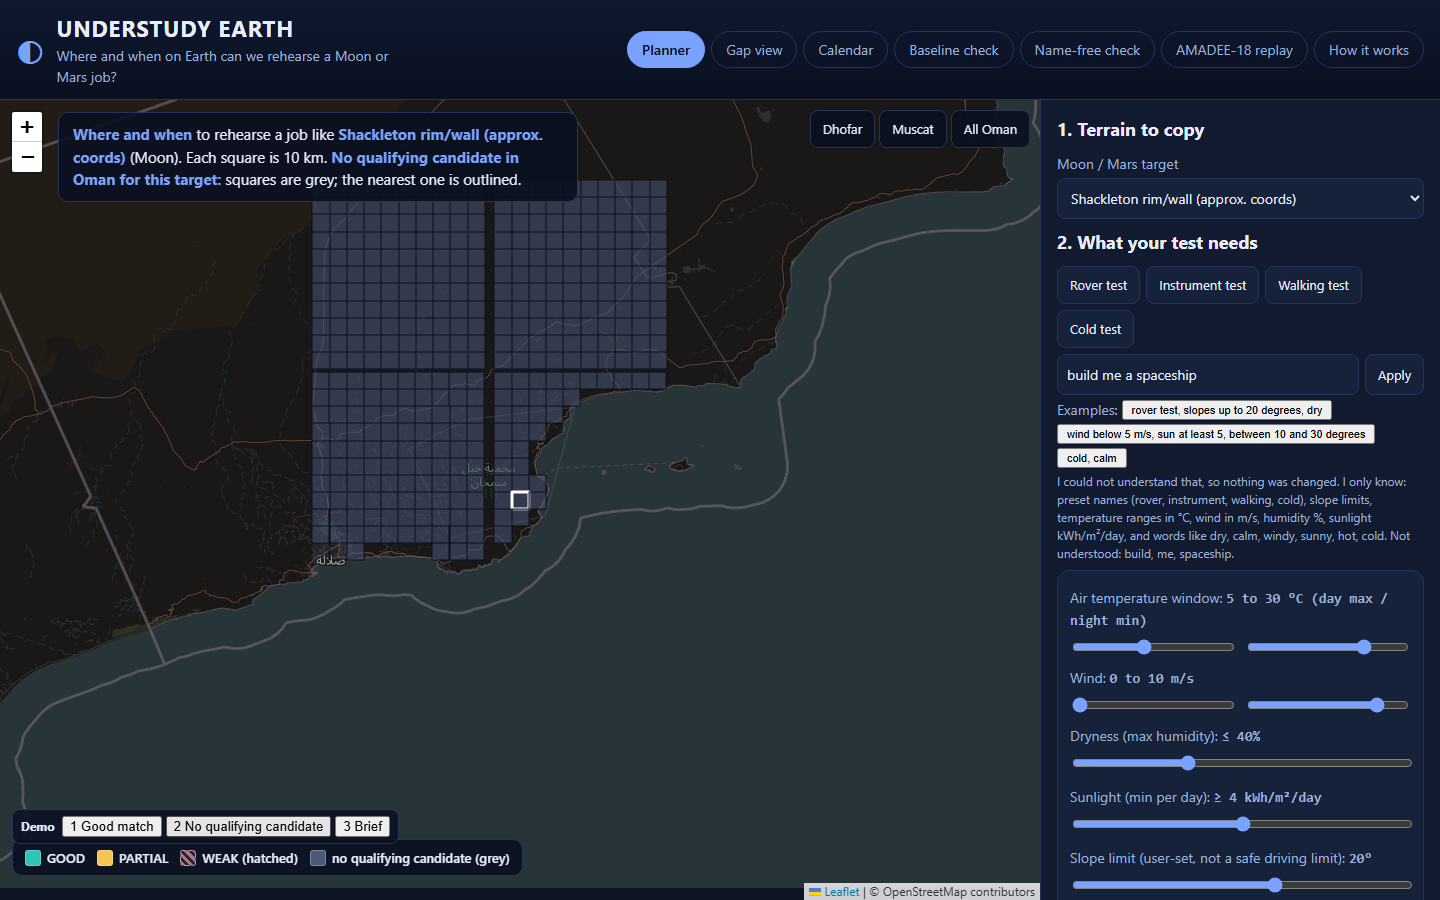 UNDERSTUDY EARTH
Where and when on Earth can we rehearse a Moon or
Mars job?
Planner
Gap view
Calendar
Baseline check
Name-free check
AMADEE-18 replay
How it works
+
−
Where and when to rehearse a job like Shackleton rim/wall (approx.
coords) (Moon). Each square is 10 km. No qualifying candidate in
Oman for this target: squares are grey; the nearest one is outlined.
Dhofar
Muscat
All Oman
محمية جبل
سمحان
صلالة
Demo
1 Good match
2 No qualifying candidate
3 Brief
GOOD
PARTIAL
WEAK (hatched)
no qualifying candidate (grey)
Leaflet | © OpenStreetMap contributors
1. Terrain to copy
Moon / Mars target
Shackleton rim/wall (approx. coords)
2. What your test needs
Rover test
Instrument test
Walking test
Cold test
build me a spaceship
Apply
Examples:
rover test, slopes up to 20 degrees, dry
wind below 5 m/s, sun at least 5, between 10 and 30 degrees
cold, calm
I could not understand that, so nothing was changed. I only know:
preset names (rover, instrument, walking, cold), slope limits,
temperature ranges in °C, wind in m/s, humidity %, sunlight
kWh/m²/day, and words like dry, calm, windy, sunny, hot, cold. Not
understood: build, me, spaceship.
Air temperature window: 5 to 30 °C (day max /
night min)
Wind: 0 to 10 m/s
Dryness (max humidity): ≤ 40%
Sunlight (min per day): ≥ 4 kWh/m²/day
Slope limit (user-set, not a safe driving limit): 20°